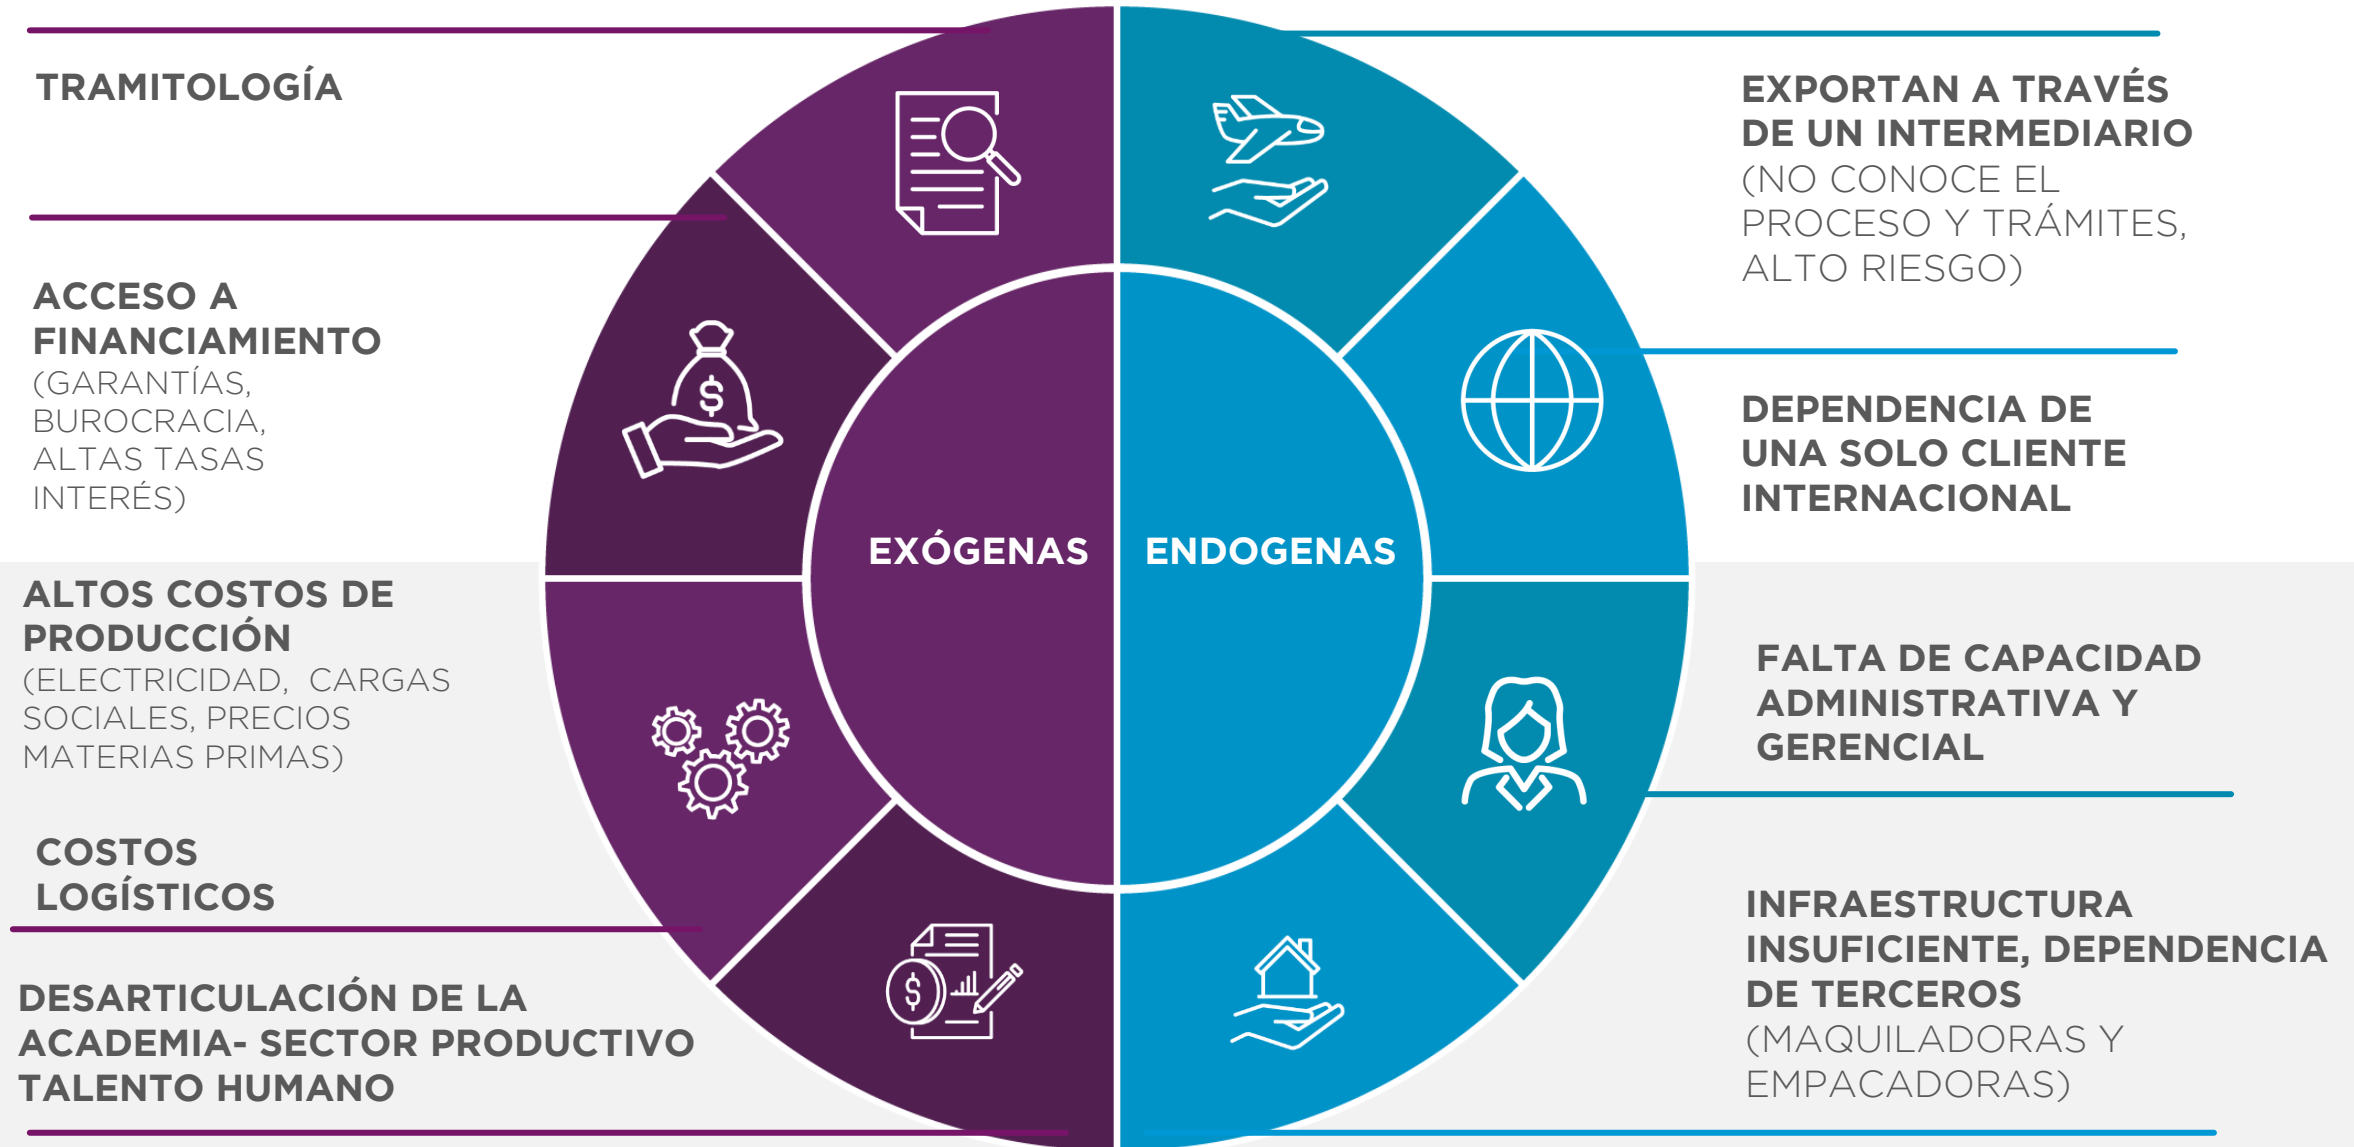 TRAMITOLOGÍA
ACCESO A
FINANCIAMIENTO
(GARANTÍAS,
BUROCRACIA,
ALTAS TASAS
INTERÉS)
ALTOS COSTOS DE
PRODUCCIÓN
(ELECTRICIDAD, CARGAS
SOCIALES, PRECIOS
MATERIAS PRIMAS)
COSTOS
LOGÍSTICOS
DESARTICULACIÓN DE LA
ACADEMIA- SECTOR PRODUCTIVO
TALENTO HUMANO
$
$
EXÓGENAS
ENDOGENAS
EXPORTAN A TRAVÉS
DE UN INTERMEDIARIO
(NO CONOCE EL
PROCESO Y TRÁMITES,
ALTO RIESGO)
DEPENDENCIA DE
UNA SOLO CLIENTE
INTERNACIONAL
FALTA DE CAPACIDAD
ADMINISTRATIVA Y
GERENCIAL
INFRAESTRUCTURA
INSUFICIENTE, DEPENDENCIA
DE TERCEROS
(MAQUILADORAS Y
EMPACADORAS)